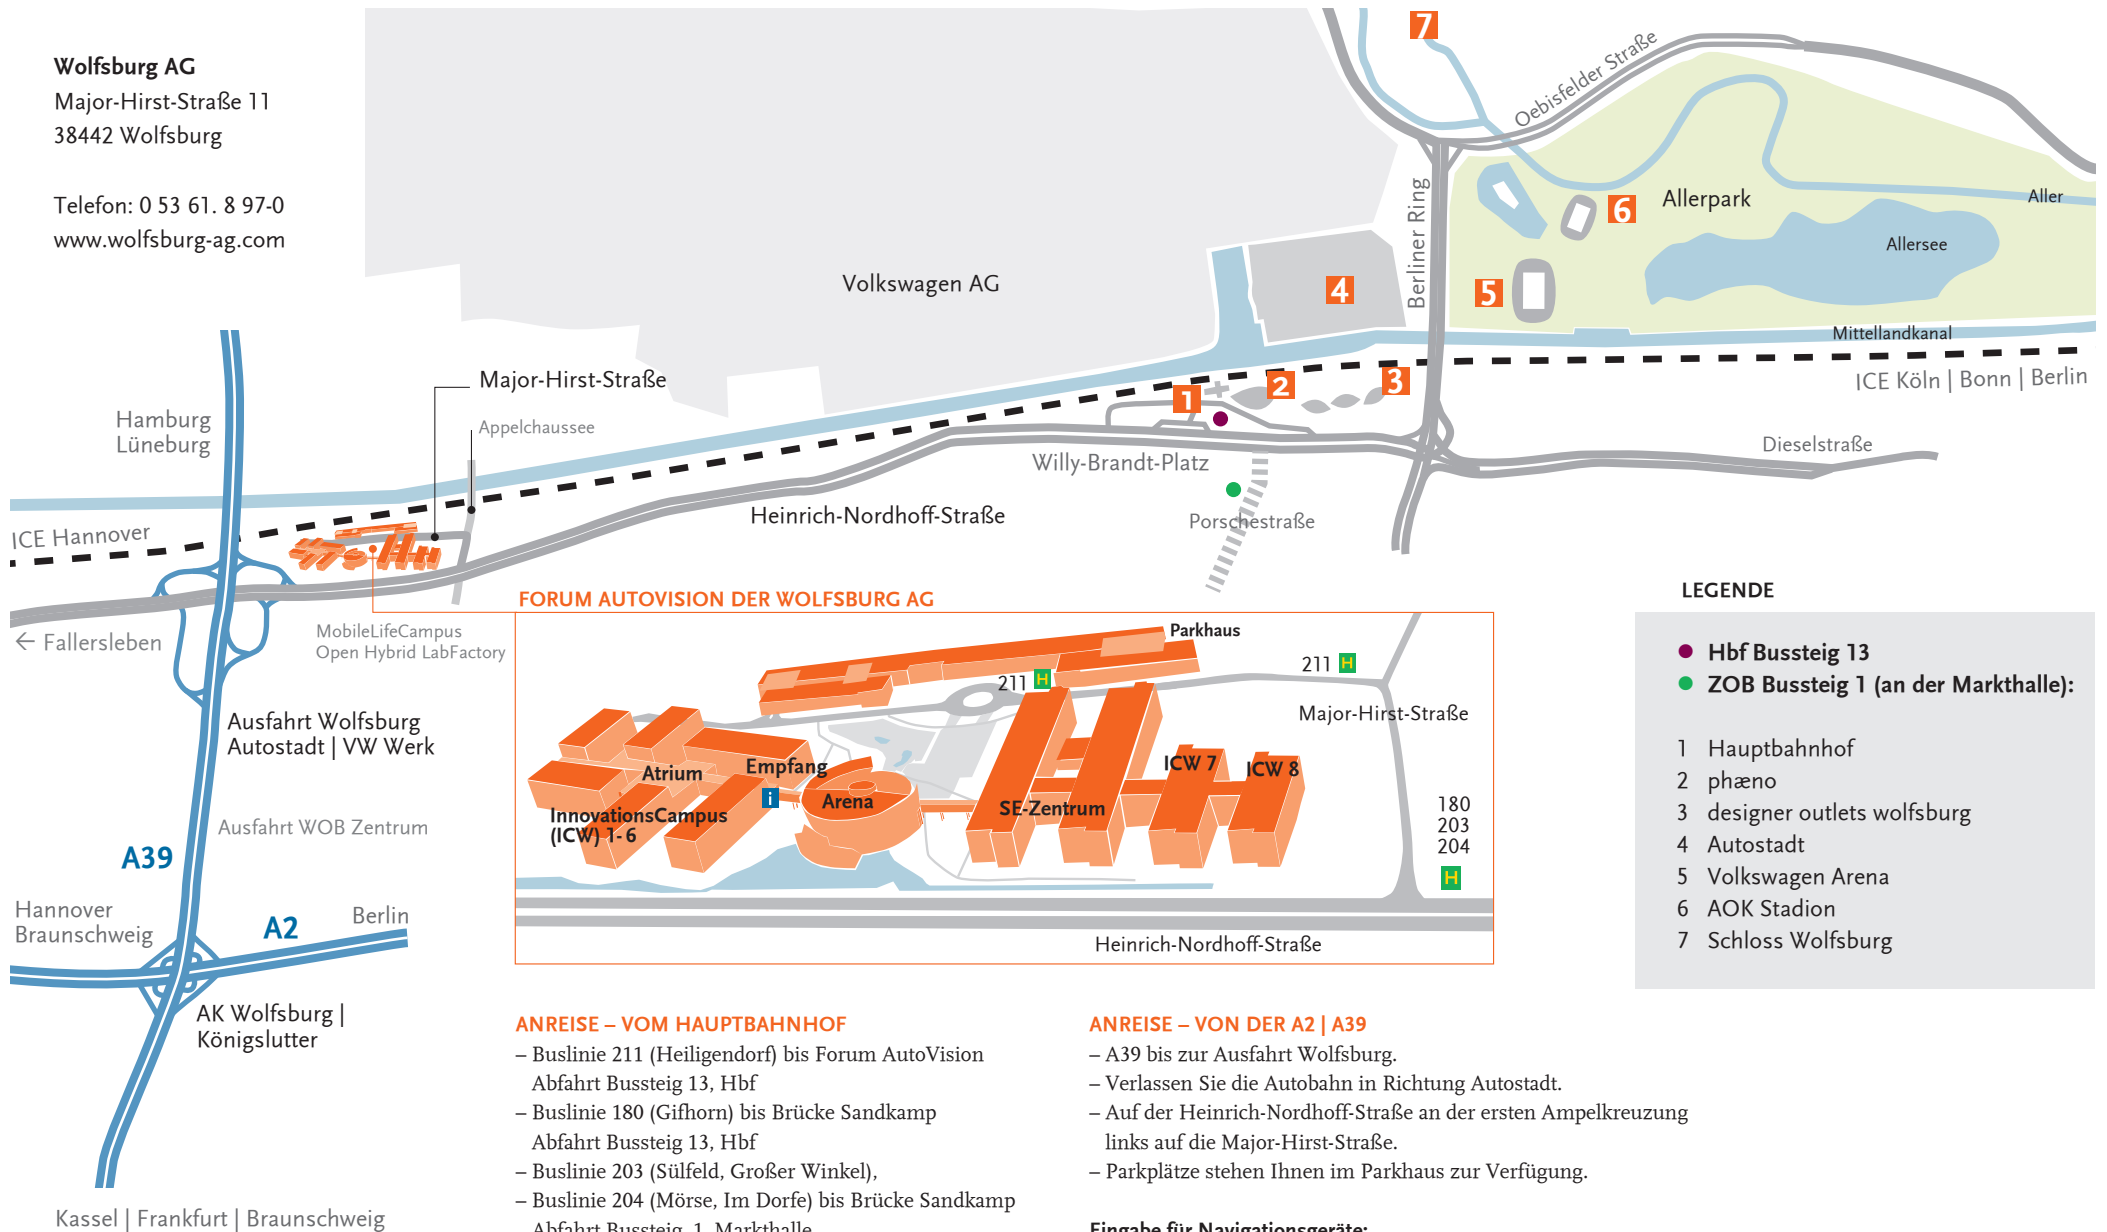 Wolfsburg AG
Major-Hirst-Straße 11
38442 Wolfsburg
Telefon: 0 53 61. 8 97-0
www.wolfsburg-ag.com
7
Oebisfelder Straße
Berliner Ring
6
Allerpark
Aller
Allersee
Volkswagen AG
4
5
Mittellandkanal
ICE Köln | Bonn | Berlin
1
2
3
Major-Hirst-Straße
Appelchaussee
Hamburg
Lüneburg
Willy-Brandt-Platz
Dieselstraße
Heinrich-Nordhoff-Straße
Porschestraße
ICE Hannover
← Fallersleben
MobileLifeCampus
Open Hybrid LabFactory
Ausfahrt Wolfsburg
Autostadt | VW Werk
Ausfahrt WOB Zentrum
A39
Hannover
Braunschweig
A2
Berlin
AK Wolfsburg |
Königslutter
Kassel | Frankfurt | Braunschweig
FORUM AUTOVISION DER WOLFSBURG AG
Parkhaus
211 H
211 H
Major-Hirst-Straße
Atrium
Empfang
i
Arena
InnovationsCampus
(ICW) 1-6
SE-Zentrum
ICW 7
ICW 8
180
203
204
H
Heinrich-Nordhoff-Straße
LEGENDE
Hbf Bussteig 13
ZOB Bussteig 1 (an der Markthalle):
1 Hauptbahnhof
2 phæno
3 designer outlets wolfsburg
4 Autostadt
5 Volkswagen Arena
6 AOK Stadion
7 Schloss Wolfsburg
ANREISE – VOM HAUPTBAHNHOF
– Buslinie 211 (Heiligendorf) bis Forum AutoVision
Abfahrt Bussteig 13, Hbf
– Buslinie 180 (Gifhorn) bis Brücke Sandkamp
Abfahrt Bussteig 13, Hbf
– Buslinie 203 (Sülfeld, Großer Winkel),
– Buslinie 204 (Mörse, Im Dorfe) bis Brücke Sandkamp
Abfahrt Bussteig 1, Markthalle
ANREISE – VON DER A2 | A39
– A39 bis zur Ausfahrt Wolfsburg.
– Verlassen Sie die Autobahn in Richtung Autostadt.
– Auf der Heinrich-Nordhoff-Straße an der ersten Ampelkreuzung
links auf die Major-Hirst-Straße.
– Parkplätze stehen Ihnen im Parkhaus zur Verfügung.
Eingabe für Navigationsgeräte: